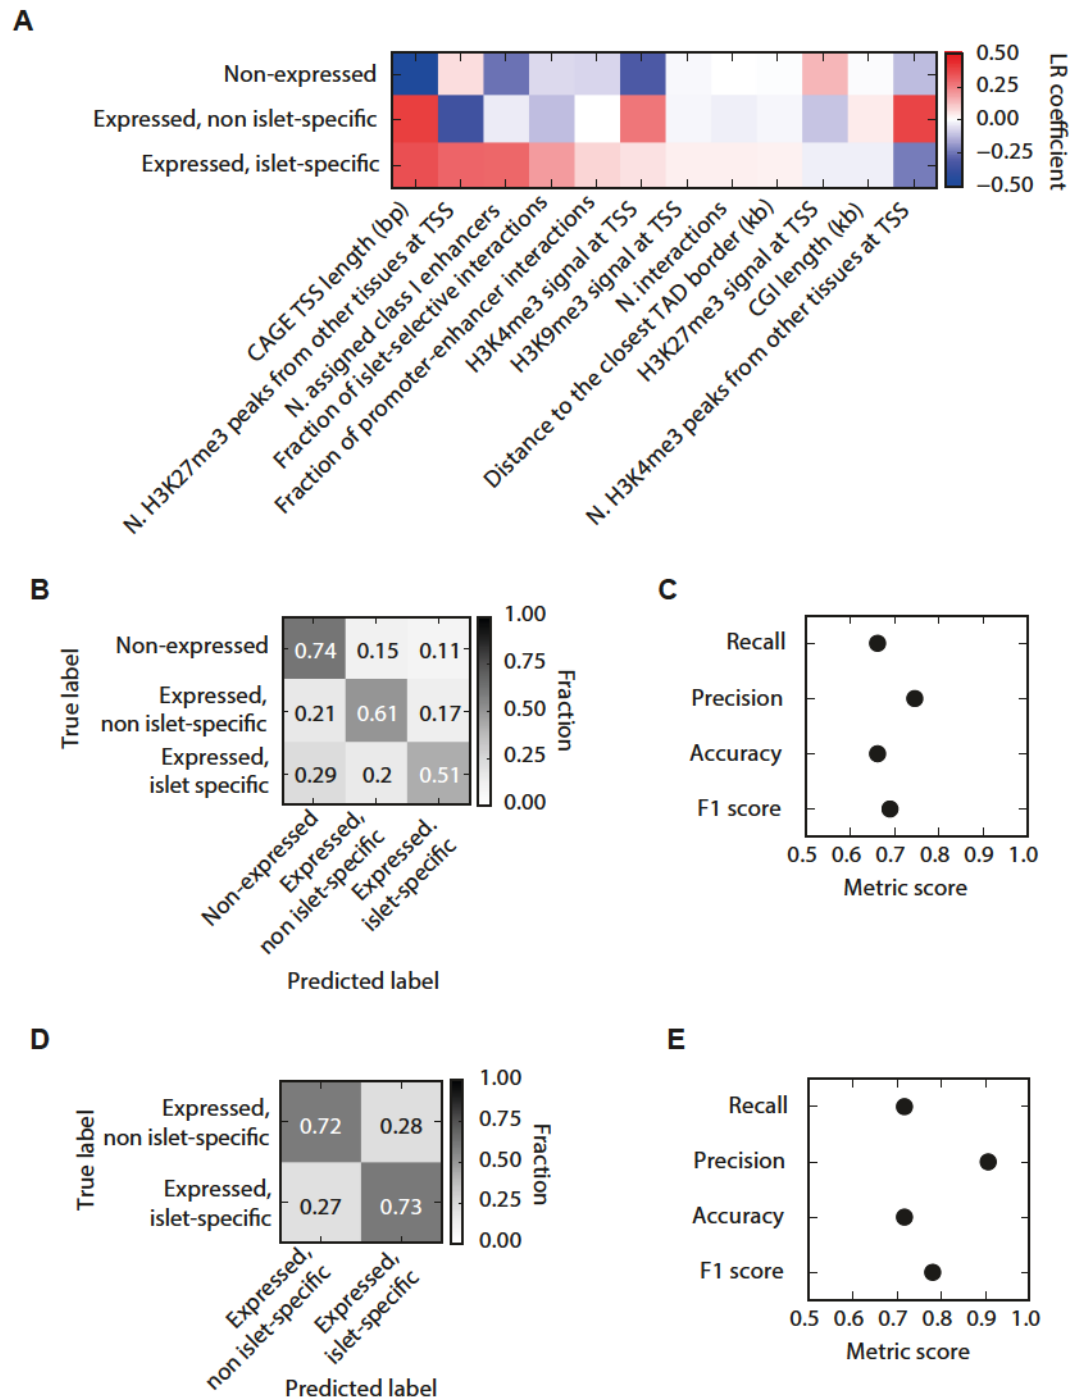 A
Non-expressed
Expressed, non islet-specific
Expressed, islet-specific
0.50
0.25
0.00
−0.25
−0.50
LR coefficient
CAGE TSS length (bp)
N. H3K27me3 peaks from other tissues at TSS
N. assigned class I enhancers
Fraction of islet-selective interactions
Fraction of promoter-enhancer interactions
H3K4me3 signal at TSS
H3K9me3 signal at TSS
N. interactions
Distance to the closest TAD border (kb)
H3K27me3 signal at TSS
CGI length (kb)
N. H3K4me3 peaks from other tissues at TSS
B
True label
Non-expressed
Expressed,
non islet-specific
Expressed,
islet specific
0.74 0.15 0.11
0.21 0.61 0.17
0.29 0.2 0.51
1.00
0.75
0.50
0.25
0.00
Fraction
Non-expressed
Expressed,
non islet-specific
Expressed.
islet-specific
Predicted label
C
Recall
Precision
Accuracy
F1 score
0.5 0.6 0.7 0.8 0.9 1.0
Metric score
D
True label
Expressed,
non islet-specific
Expressed,
islet-specific
0.72 0.28
0.27 0.73
1.00
0.75
0.50
0.25
0.00
Fraction
Expressed,
non islet-specific
Expressed,
islet-specific
Predicted label
E
Recall
Precision
Accuracy
F1 score
0.5 0.6 0.7 0.8 0.9 1.0
Metric score